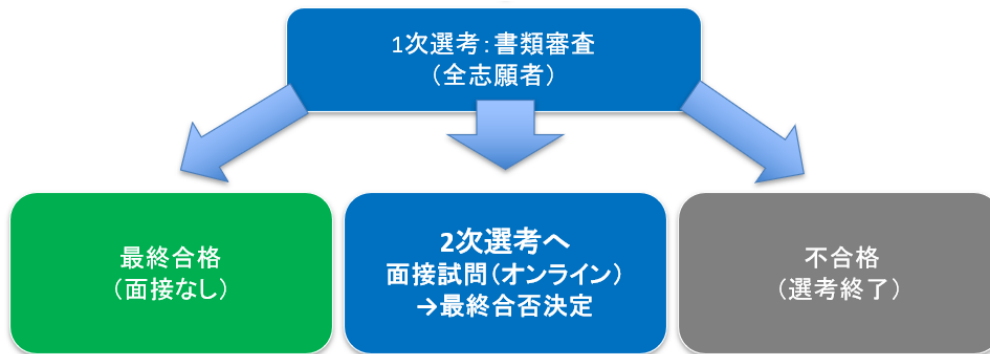 1次選考：書類審査
（全志願者）
最終合格
（面接なし）
2次選考へ
面接試問（オンライン）
→最終合否決定
不合格
（選考終了）